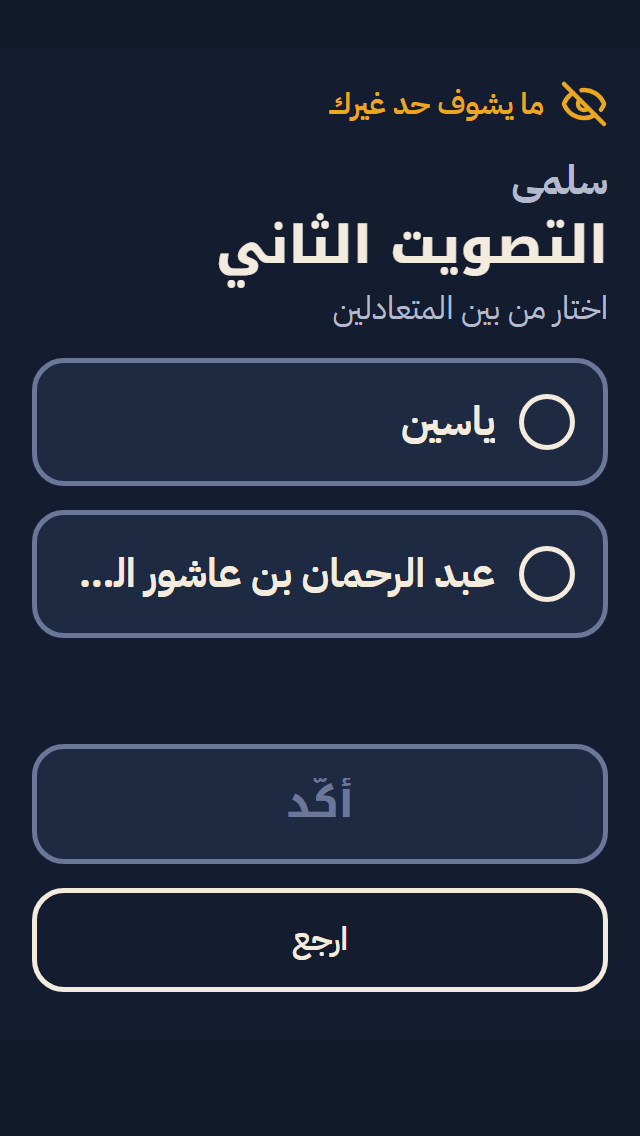 ما يشوف حد غيرك
سلمى
التصويت الثاني
اختار من بين المتعادلين
ياسين
عبد الرحمان بن عاشور الـ...
أكّد
ارجع